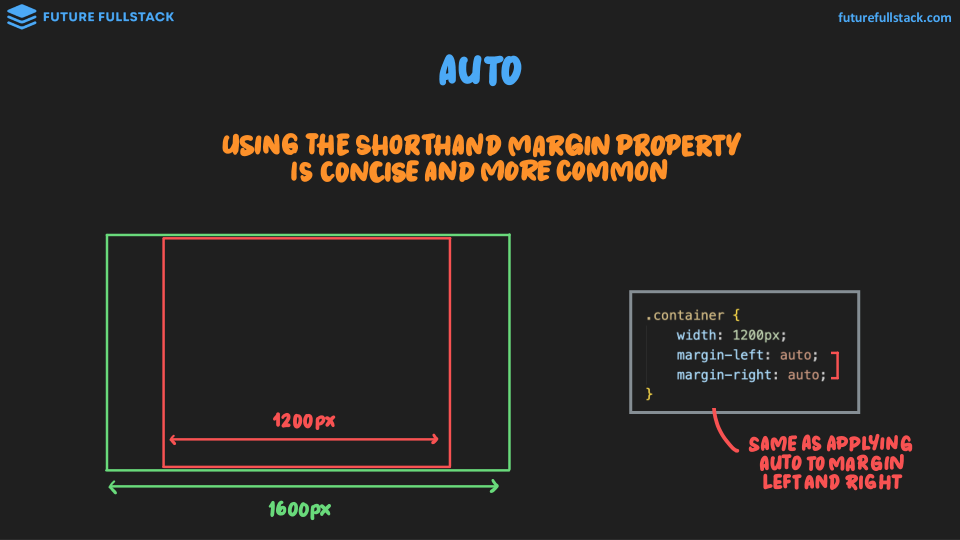 FUTURE FULLSTACK
futurefullstack.com
AUTO
USING THE SHORTHAND MARGIN PROPERTY
IS CONCISE AND MORE COMMON
.container {
width: 1200px;
margin-left: auto;
margin-right: auto;
}
1200px
SAME AS APPLYING
AUTO TO MARGIN
LEFT AND RIGHT
1600px